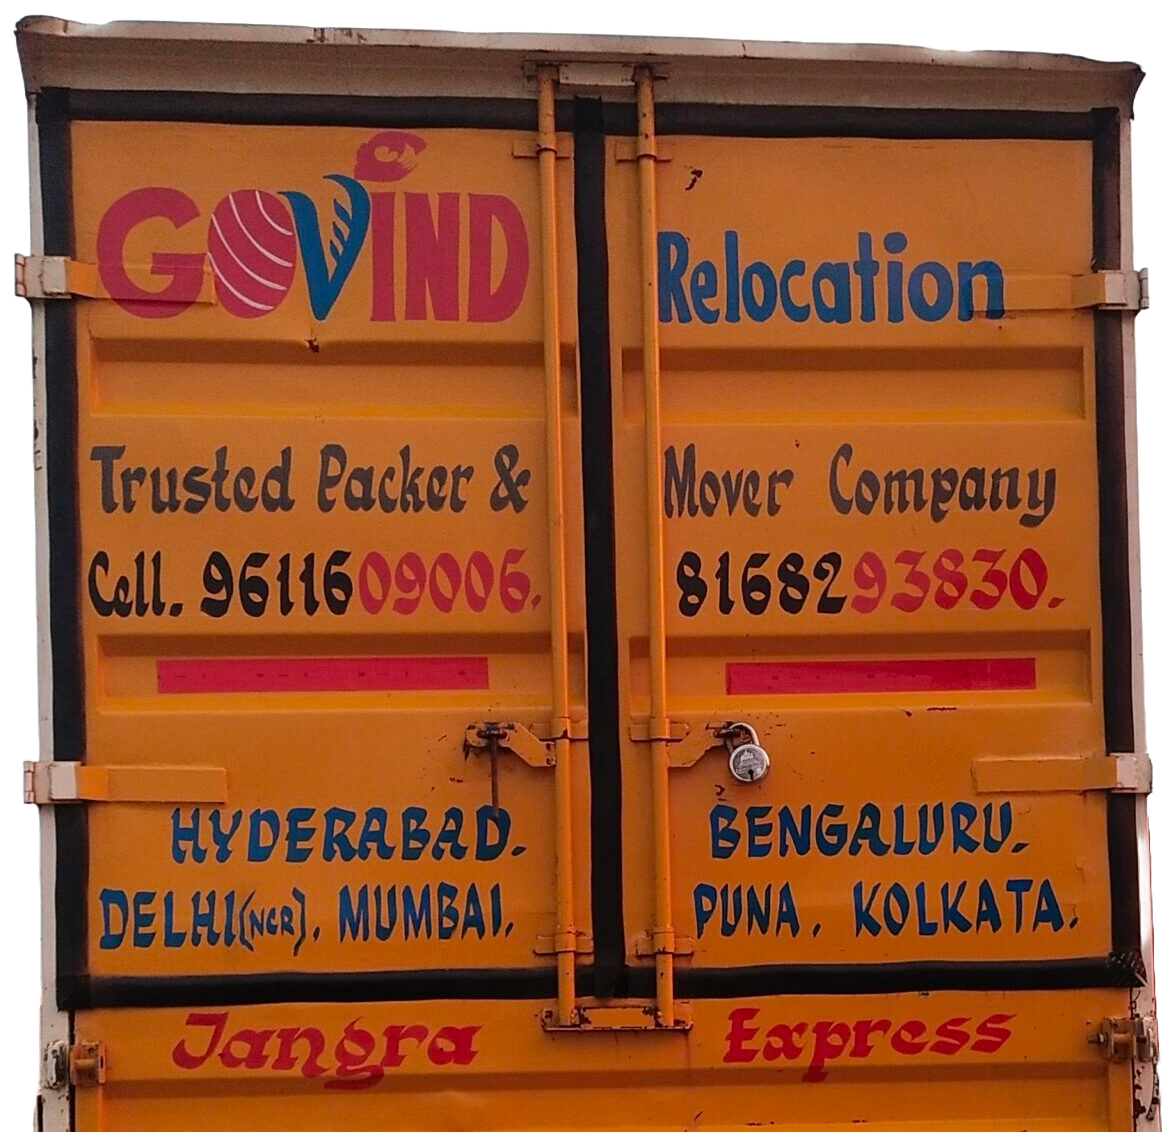 GOVIND Relocation
Trusted Packer & Mover Company
Cell. 9611609006. 8168293830.
HYDERABAD. BENGALURU.
DELHI(NCR). MUMBAI. PUNA. KOLKATA.
Jangra Express